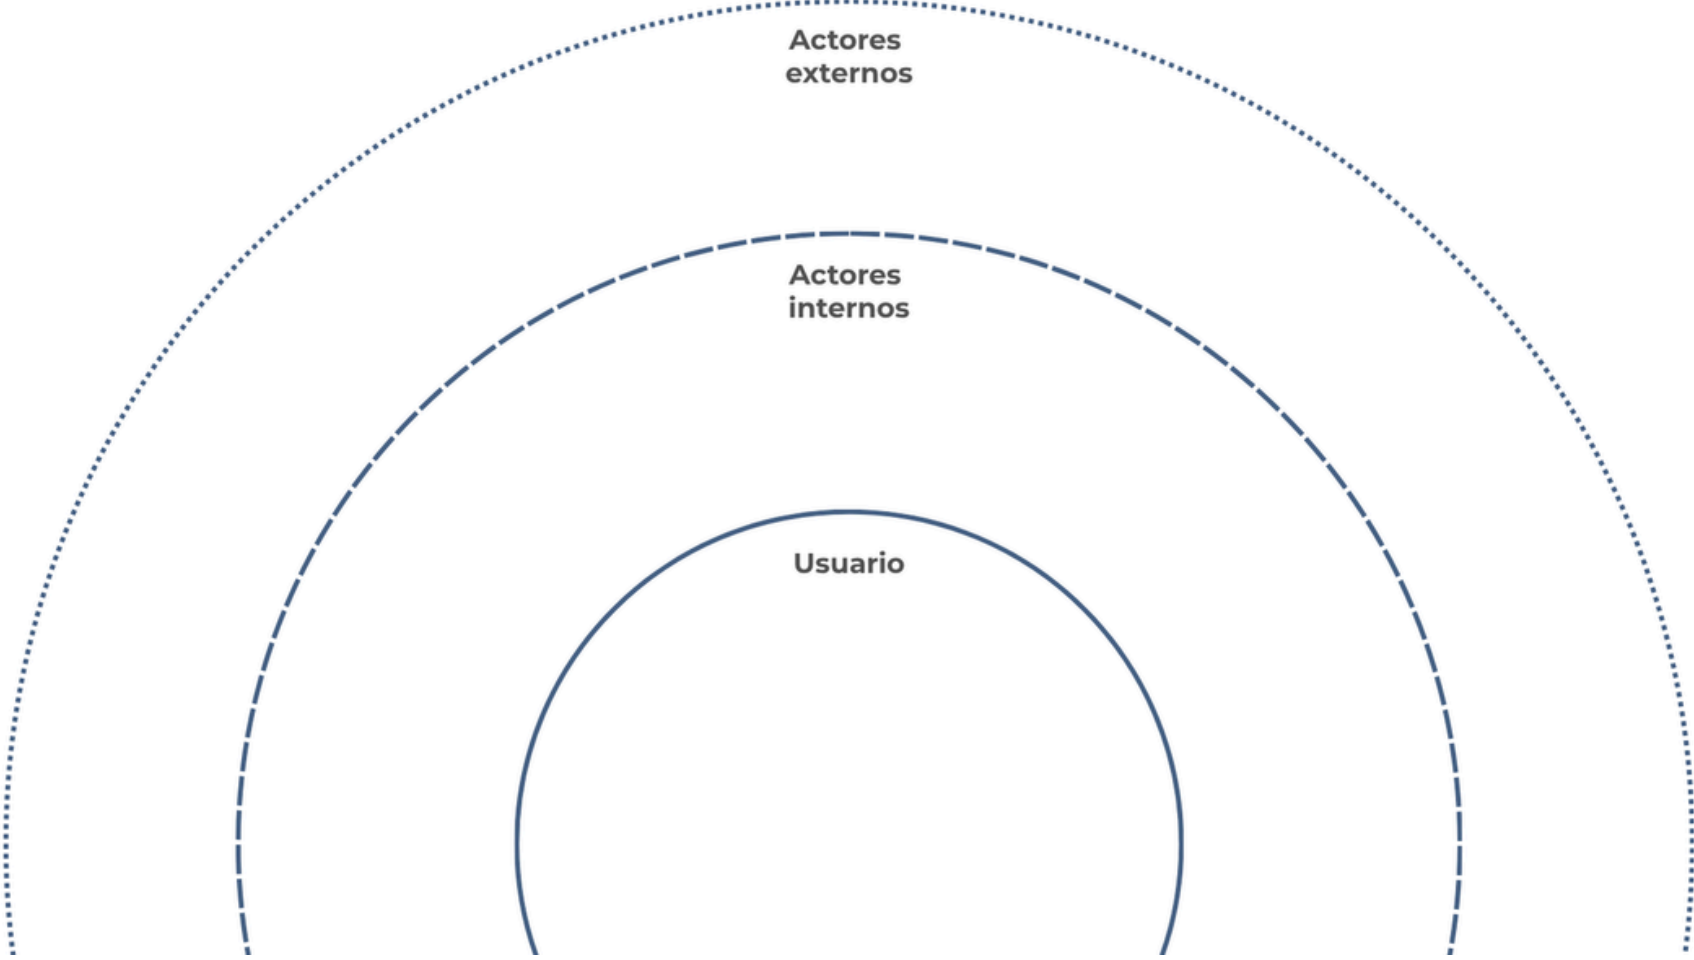 Actores
externos
Actores
internos
Usuario